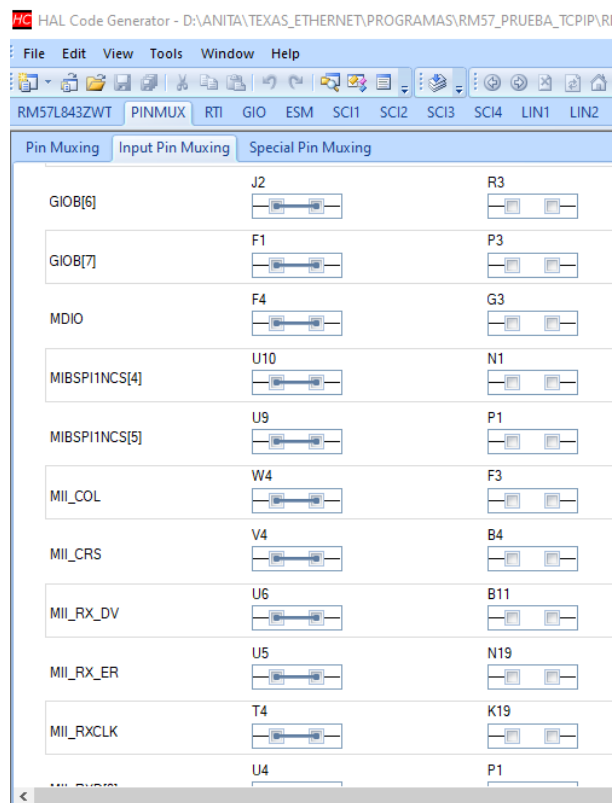 HC HAL Code Generator - D:\ANITA\TEXAS_ETHERNET\PROGRAMAS\RM57_PRUEBA_TCPIP\R
File Edit View Tools Window Help
RM57L843ZWT PINMUX RTI GIO ESM SCI1 SCI2 SCI3 SCI4 LIN1 LIN2
Pin Muxing Input Pin Muxing Special Pin Muxing
J2 R3
GIOB[6]
F1 P3
GIOB[7]
F4 G3
MDIO
U10 N1
MIBSPI1NCS[4]
U9 P1
MIBSPI1NCS[5]
W4 F3
MII_COL
V4 B4
MII_CRS
U6 B11
MII_RX_DV
U5 N19
MII_RX_ER
T4 K19
MII_RXCLK
U4 P1